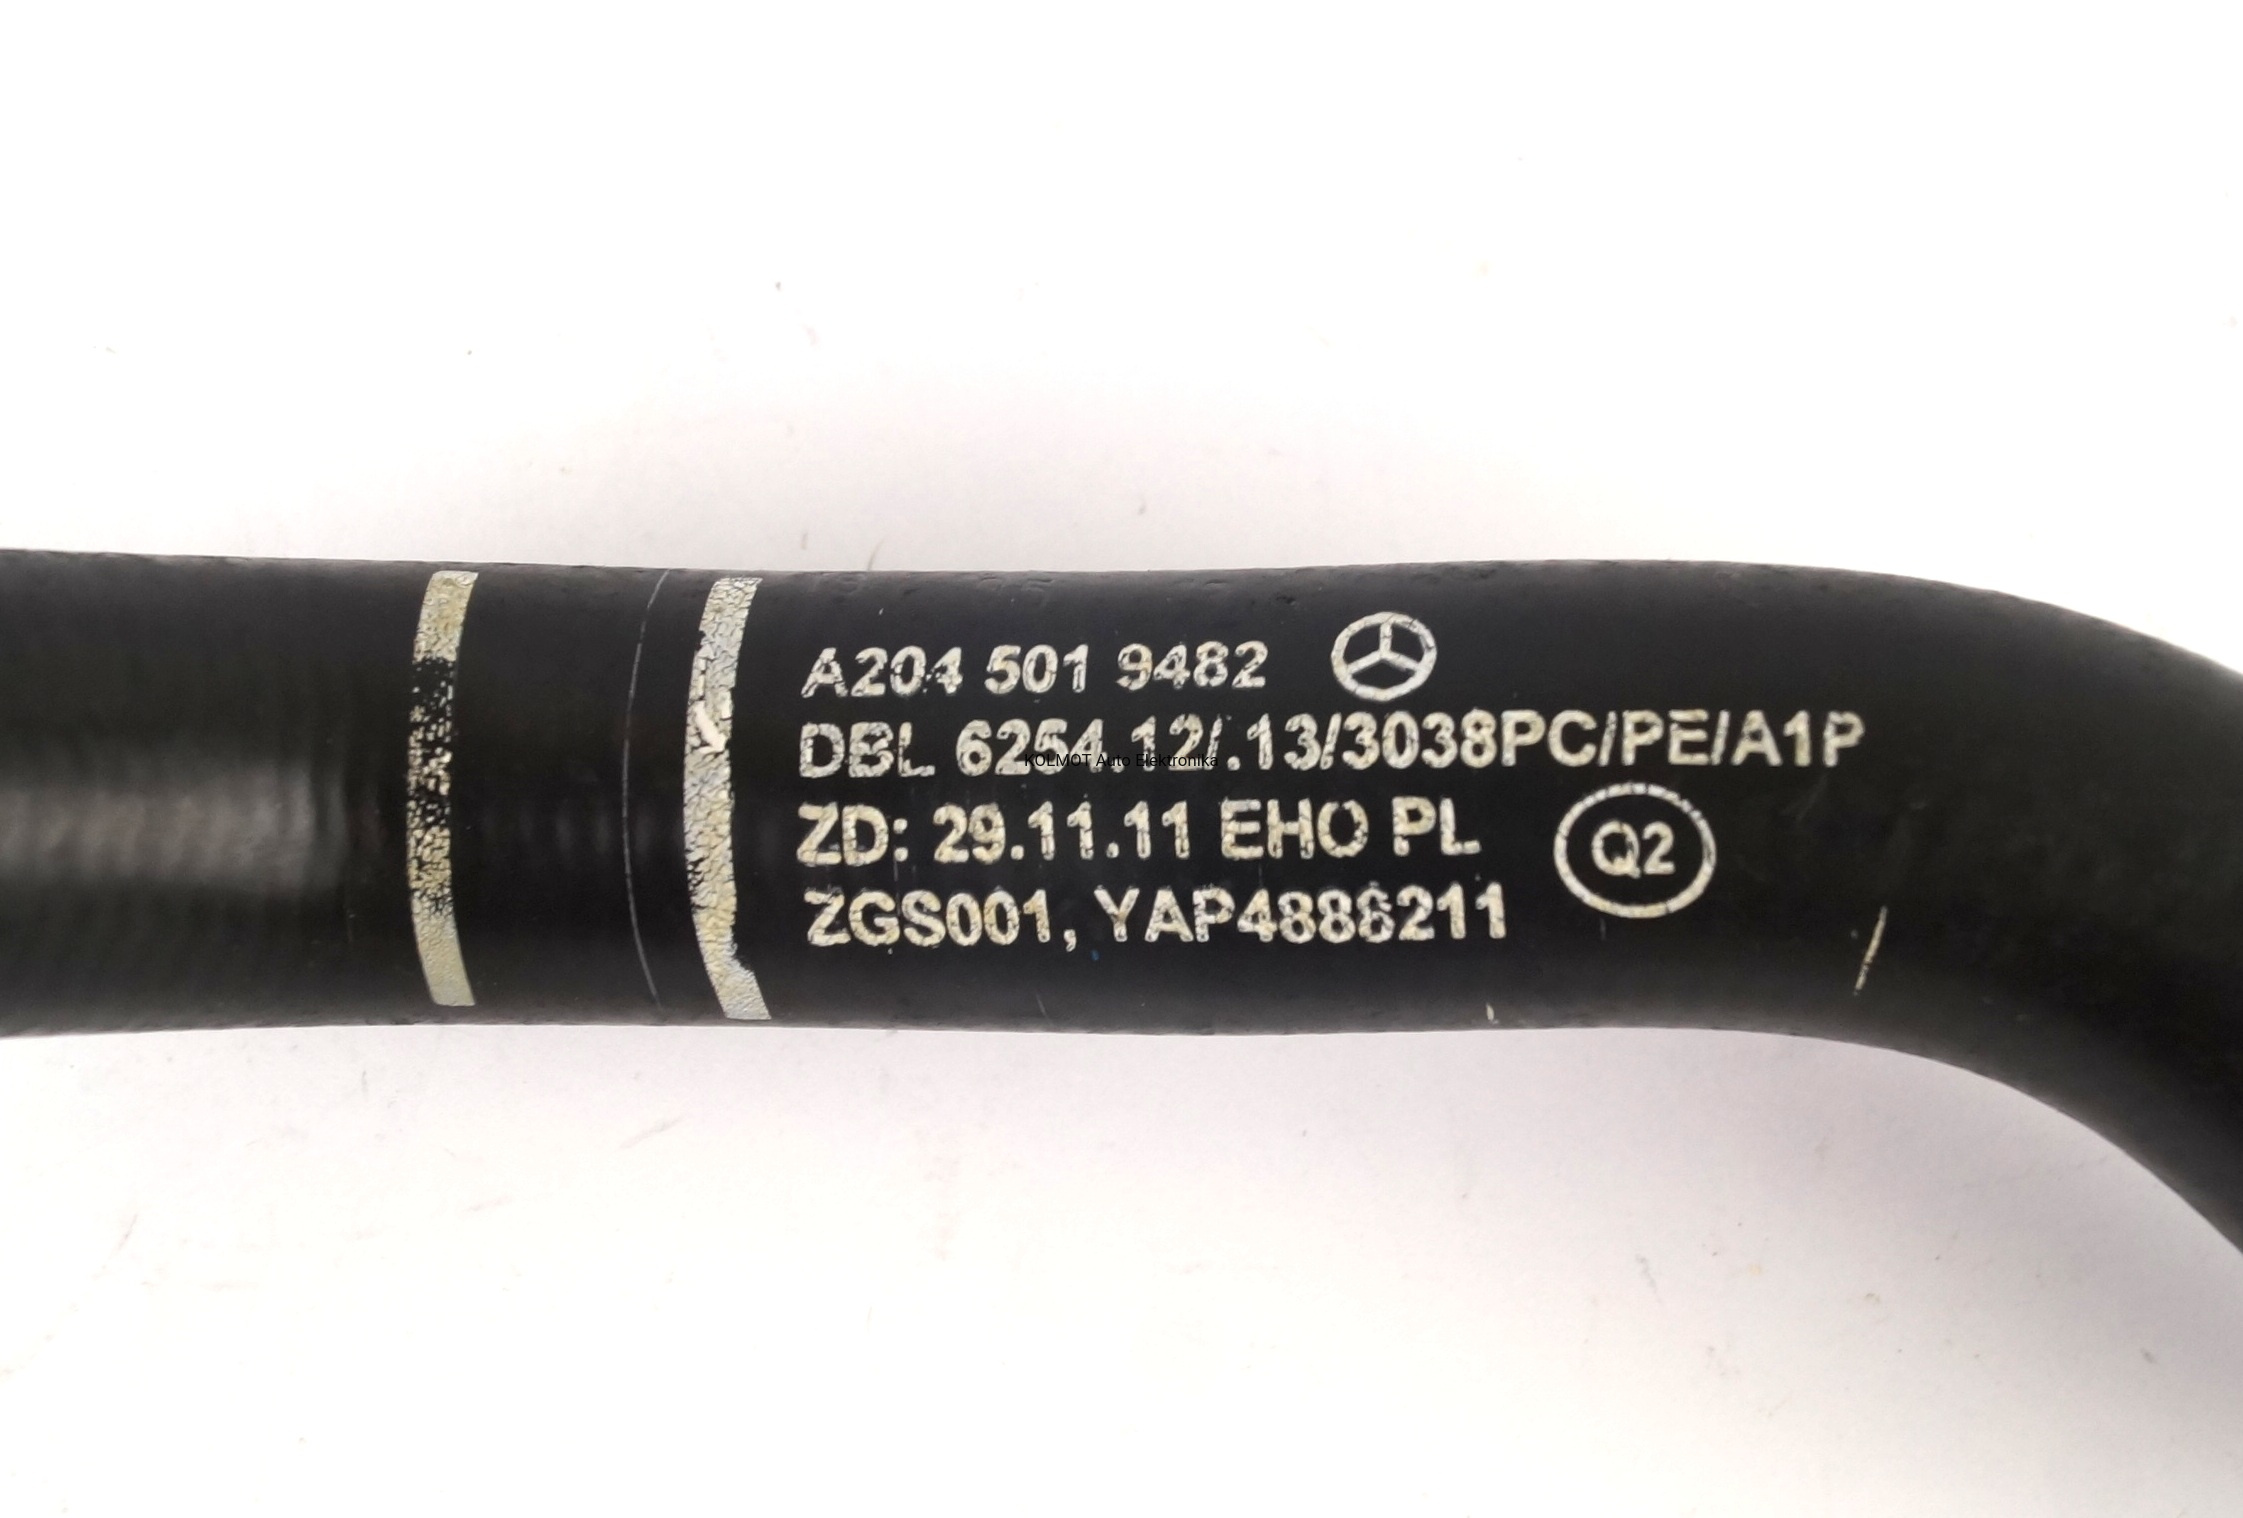 A204 501 9482
DBL 6254.12/.13/3038PC/PE/A1P
KOLMOT Auto Elektronika
ZD: 29.11.11 EHO PL
Q2
ZGS001, YAP4886211